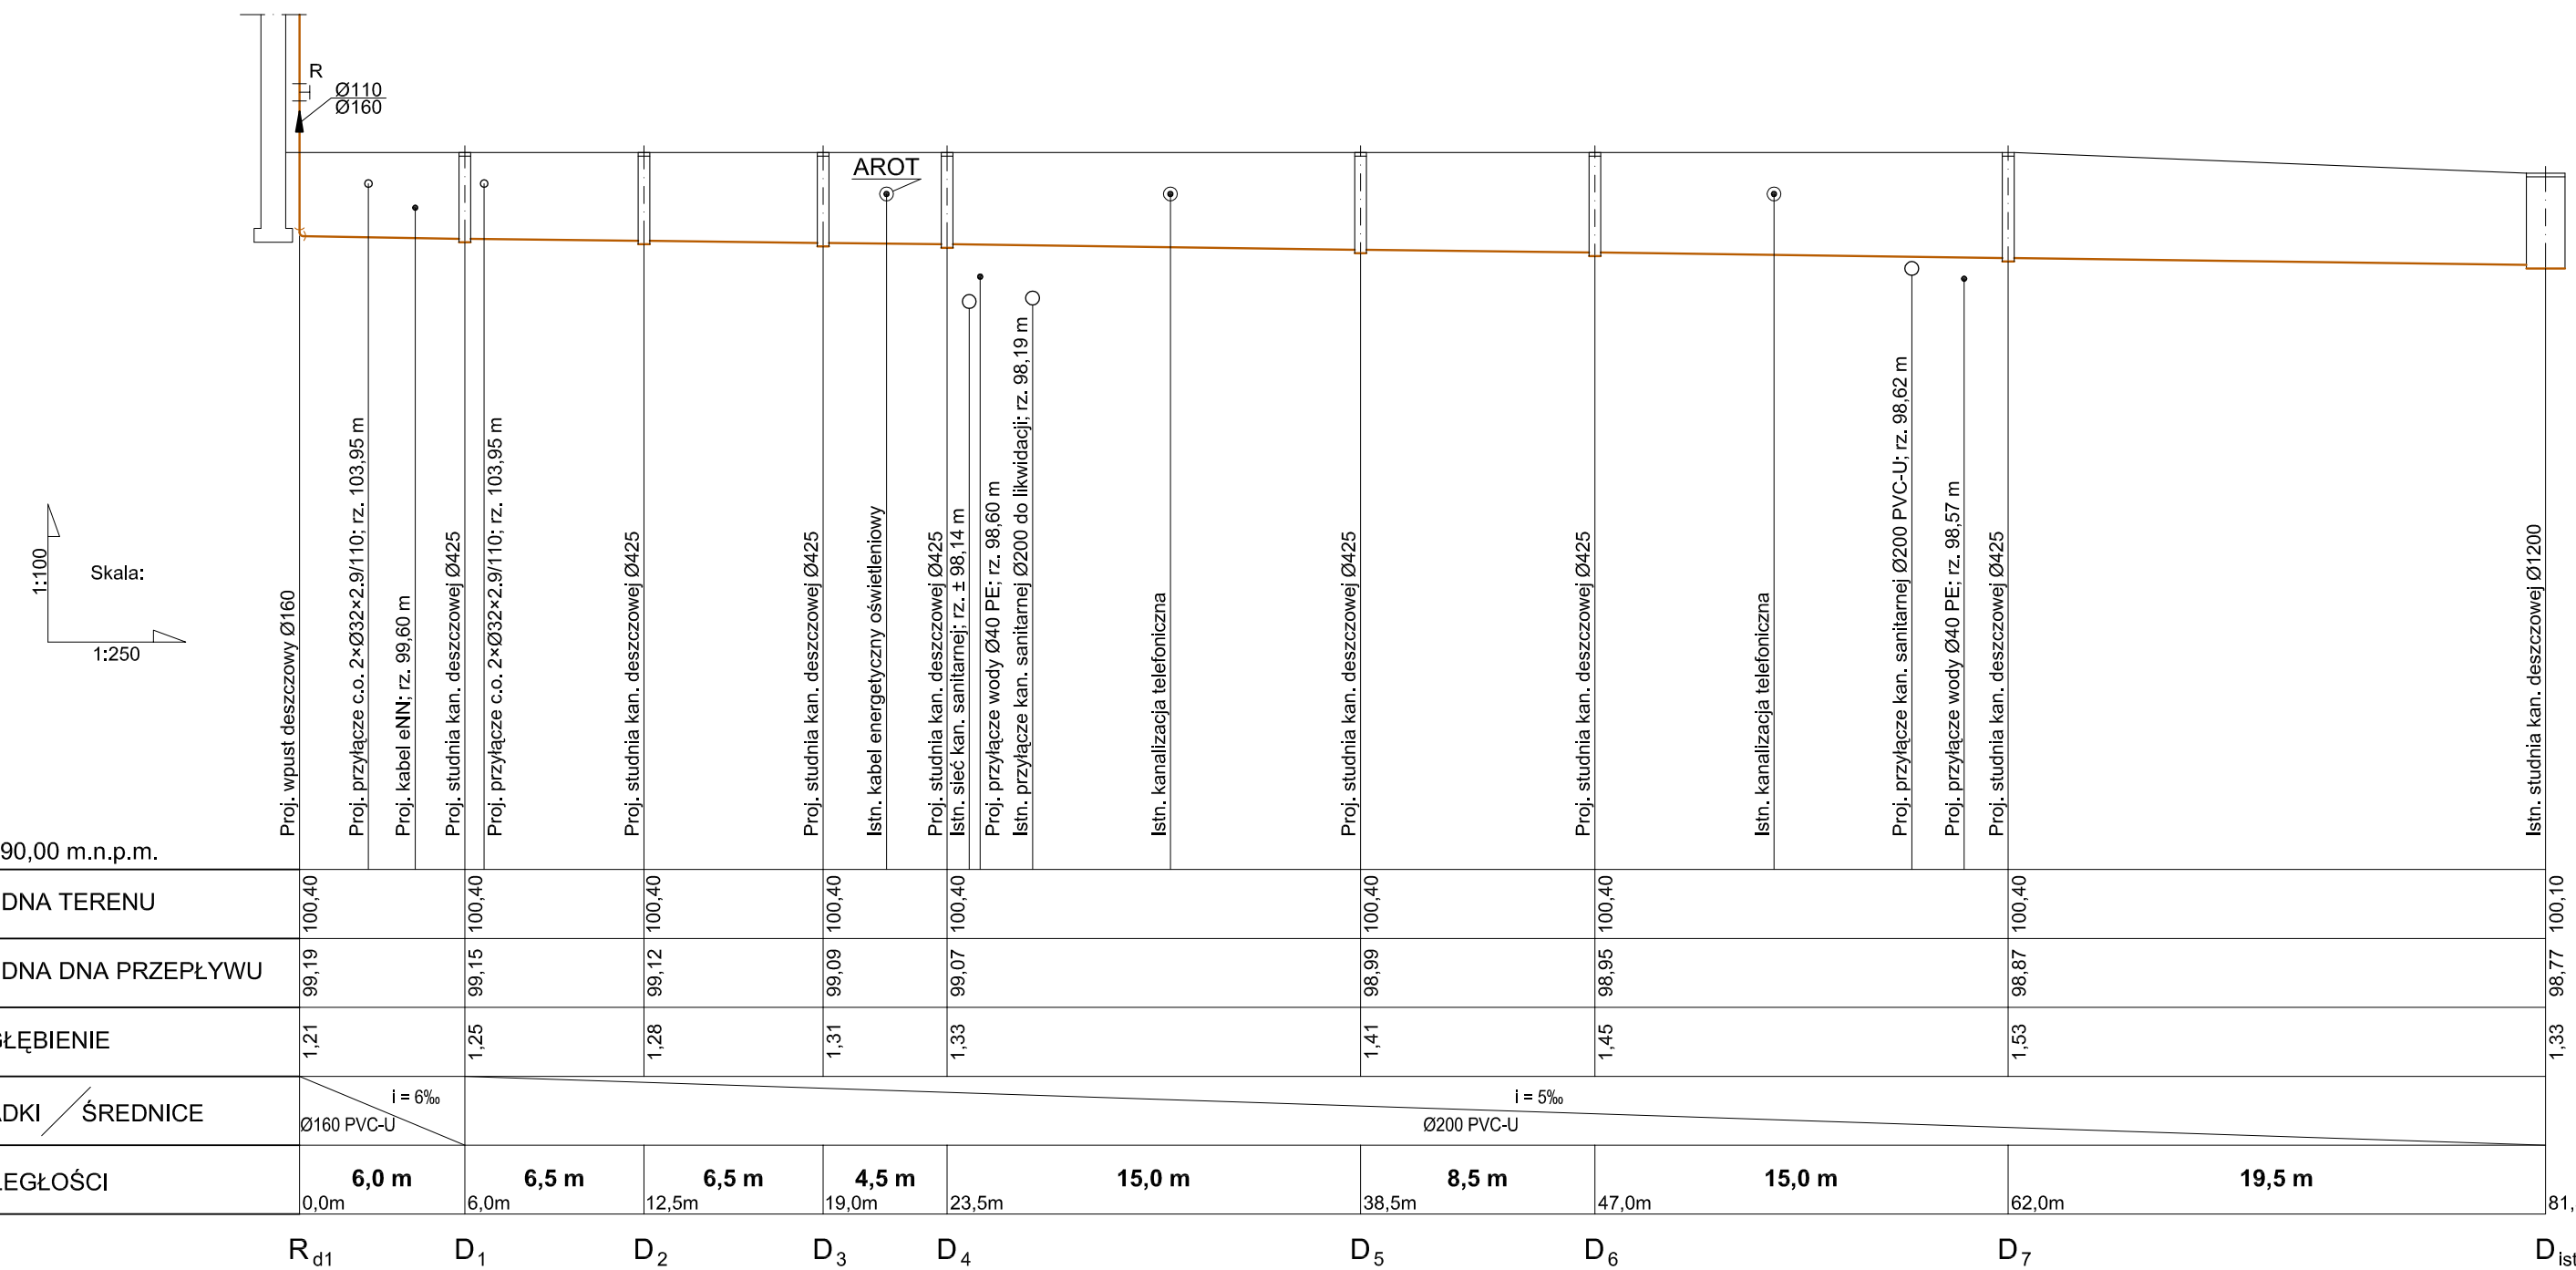 R
Ø110
Ø160
AROT
1:100
Skala:
1:250
Proj. wpust deszczowy Ø160
Proj. przyłącze c.o. 2×Ø32×2.9/110; rz. 103,95 m
Proj. kabel eNN; rz. 99,60 m
Proj. studnia kan. deszczowej Ø425
Proj. przyłącze c.o. 2×Ø32×2.9/110; rz. 103,95 m
Proj. studnia kan. deszczowej Ø425
Proj. studnia kan. deszczowej Ø425
Istn. kabel energetyczny oświetleniowy
Proj. studnia kan. deszczowej Ø425
Istn. sieć kan. sanitarnej; rz. ± 98,14 m
Proj. przyłącze wody Ø40 PE; rz. 98,60 m
Istn. przyłącze kan. sanitarnej Ø200 do likwidacji; rz. 98,19 m
Istn. kanalizacja telefoniczna
Proj. studnia kan. deszczowej Ø425
Proj. studnia kan. deszczowej Ø425
Istn. kanalizacja telefoniczna
Proj. przyłącze kan. sanitarnej Ø200 PVC-U; rz. 98,62 m
Proj. przyłącze wody Ø40 PE; rz. 98,57 m
Proj. studnia kan. deszczowej Ø425
Istn. studnia kan. deszczowej Ø1200
90,00 m.n.p.m.
DNA TERENU 100,40 100,40 100,40 100,40 100,40 100,40 100,40 100,40 100,10
DNA DNA PRZEPŁYWU 99,19 99,15 99,12 99,09 99,07 98,99 98,95 98,87 98,77
GŁĘBIENIE 1,21 1,25 1,28 1,31 1,33 1,41 1,45 1,53 1,33
ADKI / ŚREDNICE
i = 6‰
Ø160 PVC-U
i = 5‰
Ø200 PVC-U
LEGŁOŚCI
6,0 m 6,5 m 6,5 m 4,5 m 15,0 m 8,5 m 15,0 m 19,5 m
0,0m 6,0m 12,5m 19,0m 23,5m 38,5m 47,0m 62,0m 81,
Rd1 D1 D2 D3 D4 D5 D6 D7 Dist